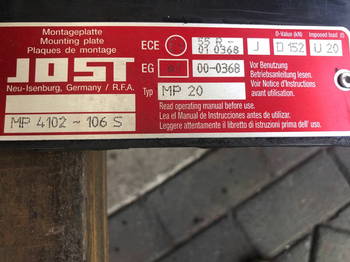 Montageplatte
Mounting plate
Plaques de montage
JOST
Neu-Isenburg, Germany / R.F.A.
MP 4102 - 106 S
ECE 55 R -
01 0368
J
D-Value (kN)
D 152
Imposed load (t)
U 20
EG 00-0368
Typ MP 20
Vor Benutzung
Betriebsanleitung lesen.
Voir Notice d'Instructions
avant utilisation.
Read operating manual before use.
Lea el Manual de Instrucciones antes de utilizar.
Leggere attentamente il libretto di istruzioni prima dell' uso